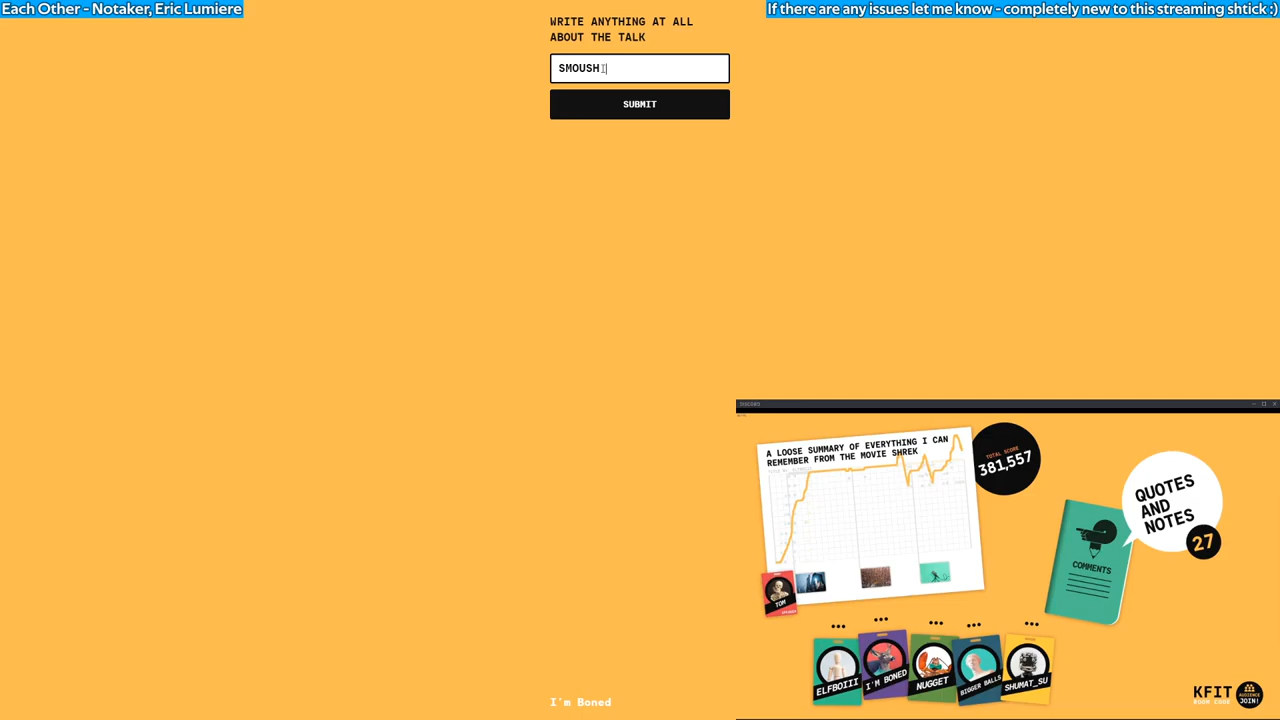 Each Other - Notaker, Eric Lumiere
If there are any issues let me know - completely new to this streaming shtick :)
WRITE ANYTHING AT ALL
ABOUT THE TALK
SMOUSH
SUBMIT
A LOOSE SUMMARY OF EVERYTHING I CAN
REMEMBER FROM THE MOVIE SHREK
TOTAL SCORE
381,557
QUOTES
AND
NOTES
27
COMMENTS
TOM
ELFBOIII
I'M BONED
NUGGET
BIGGER BALLS
SHUMAT_SU
KFIT
ROOM CODE
AUDIENCE
JOIN!
I'm Boned